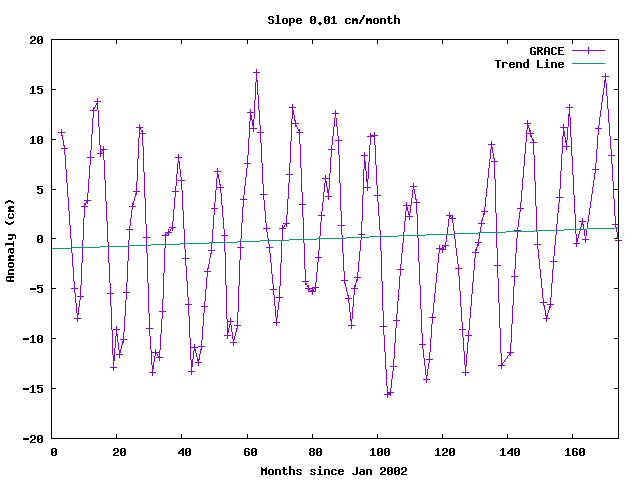 Slope 0.01 cm/month
GRACE
Trend Line
20
15
10
5
0
-5
-10
-15
-20
Anomaly (cm)
0 20 40 60 80 100 120 140 160
Months since Jan 2002